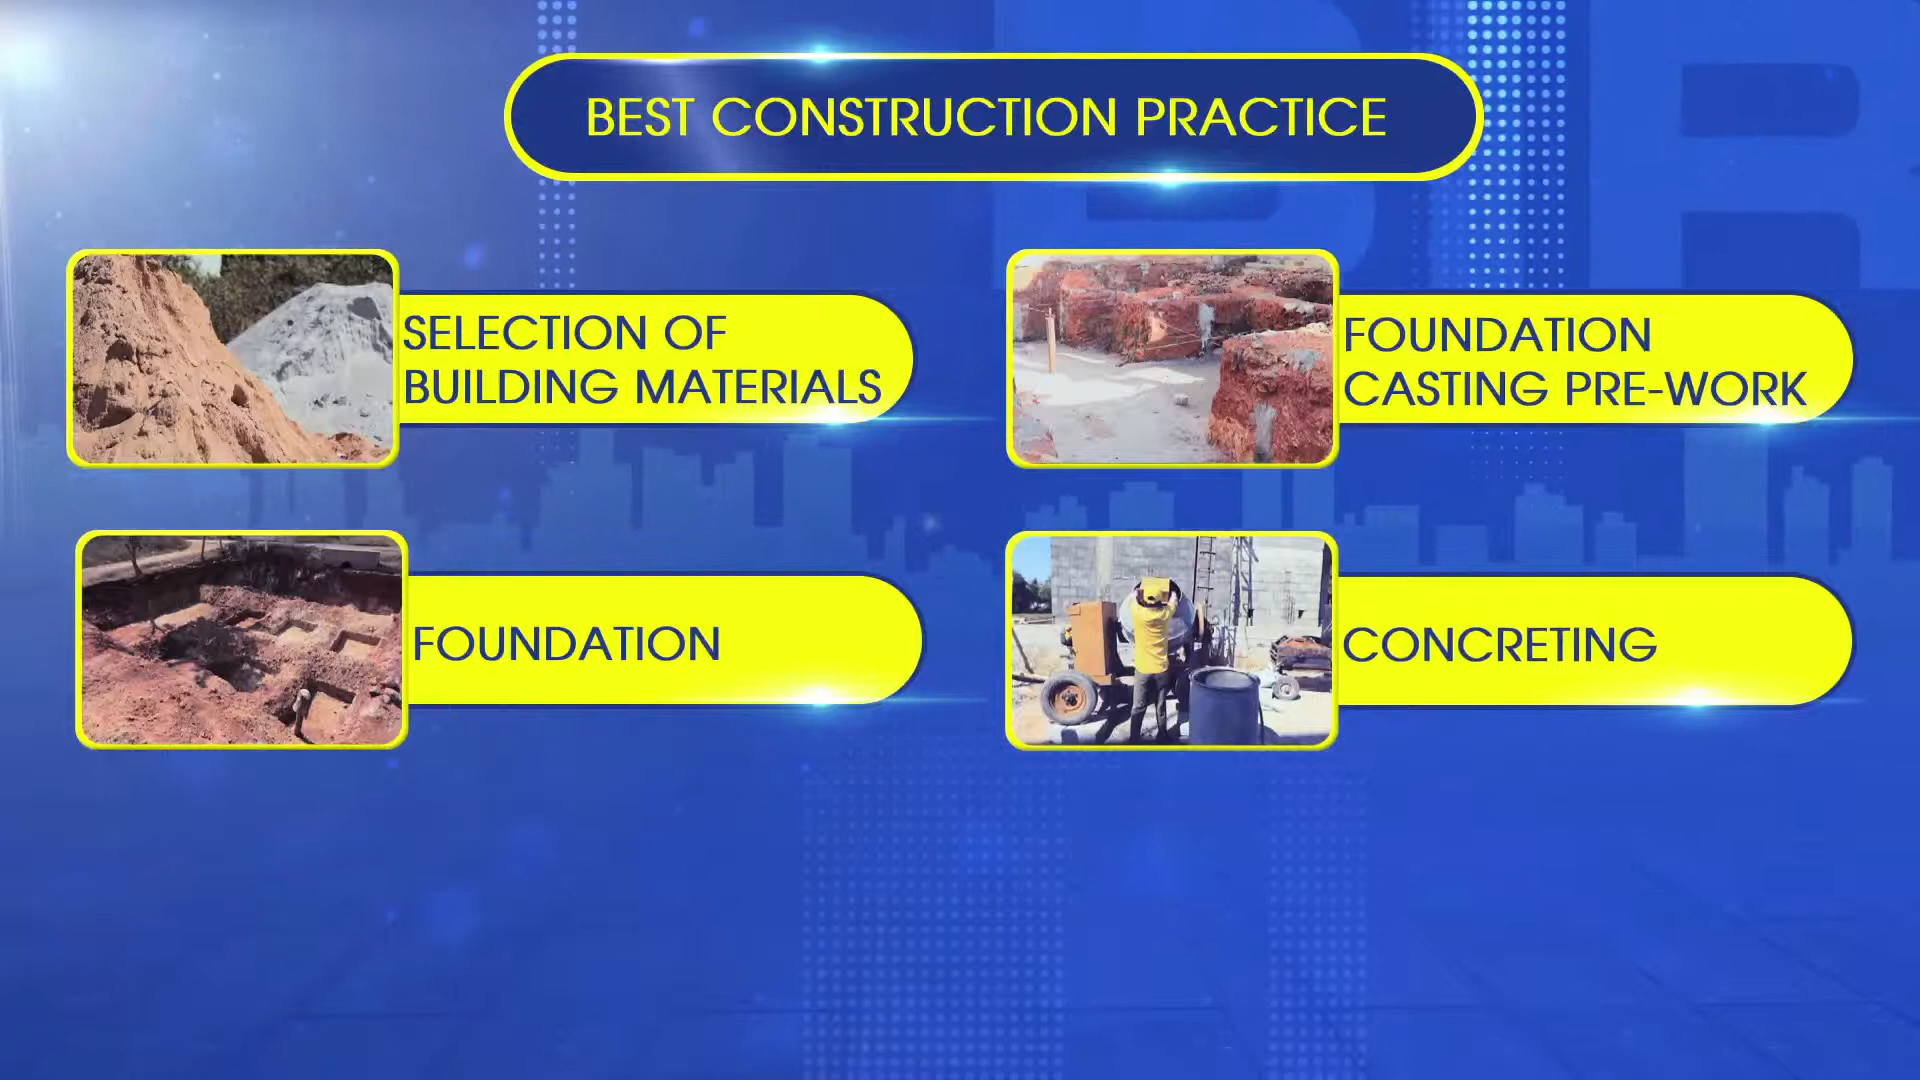 BEST CONSTRUCTION PRACTICE
SELECTION OF
BUILDING MATERIALS
FOUNDATION
CASTING PRE-WORK
FOUNDATION
CONCRETING